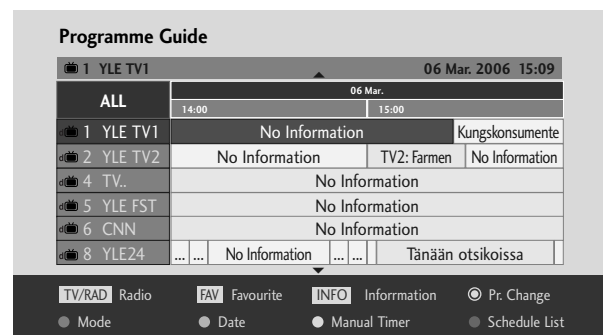 Programme Guide
1 YLE TV1 06 Mar. 2006 15:09
ALL 06 Mar.
14:00 15:00
1 YLE TV1 No Information Kungskonsumente
2 YLE TV2 No Information TV2: Farmen No Information
4 TV.. No Information
5 YLE FST No Information
6 CNN No Information
8 YLE24 ... ... No Information ... ... Tänään otsikoissa
TV/RAD Radio FAV Favourite INFO Inforrmation Pr. Change
Mode Date Manual Timer Schedule List